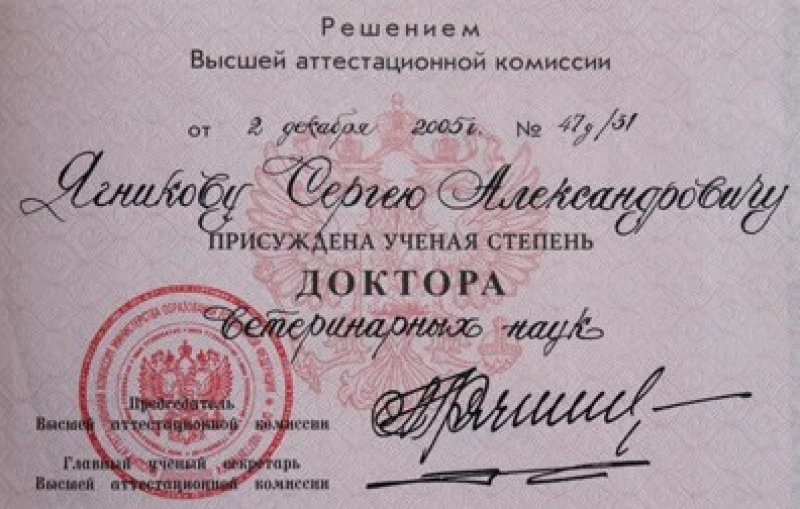 Решением
Высшей аттестационной комиссии
от 2 декабря 2005г. № 47д/31
Ягникову Сергею Александровичу
ПРИСУЖДЕНА УЧЕНАЯ СТЕПЕНЬ
ДОКТОРА
ветеринарных наук
Председатель
Высшей аттестационной комиссии
Главный ученый секретарь
Высшей аттестационной комиссии